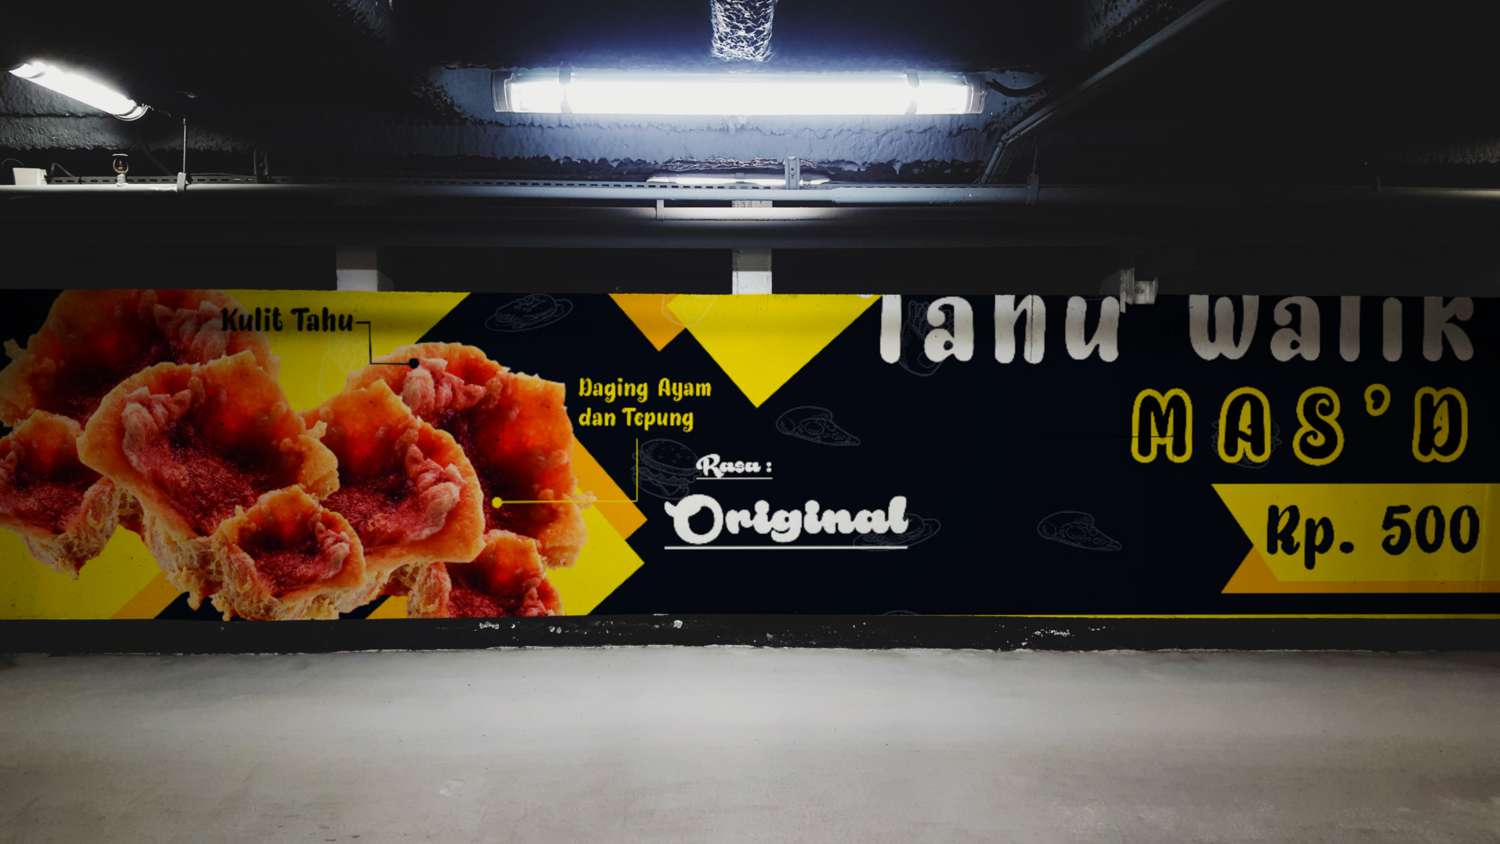 Kulit Tahu
Daging Ayam
dan Tepung
Rasa :
Original
Tahu Walik
MAS'D
Rp. 500